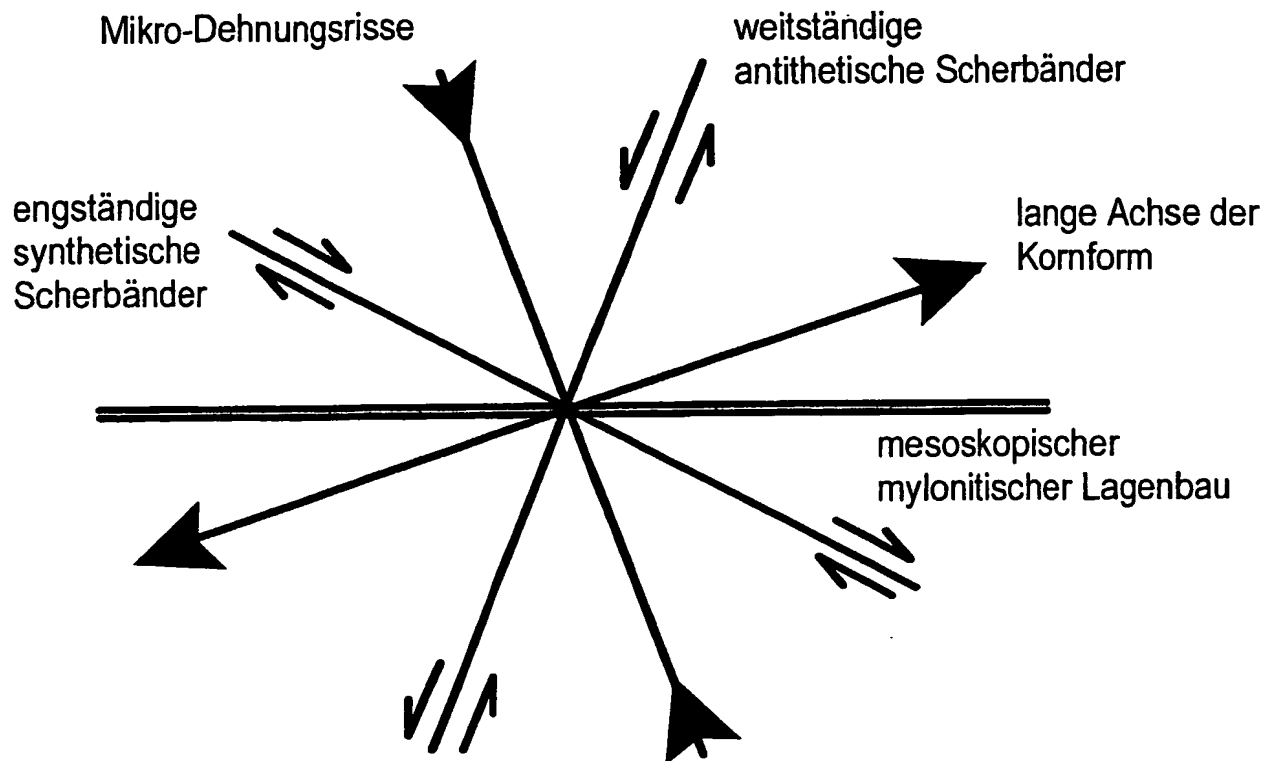 Mikro-Dehnungsrisse
weitständige
antithetische Scherbänder
engständige
synthetische
Scherbänder
lange Achse der
Kornform
mesoskopischer
mylonitischer Lagenbau